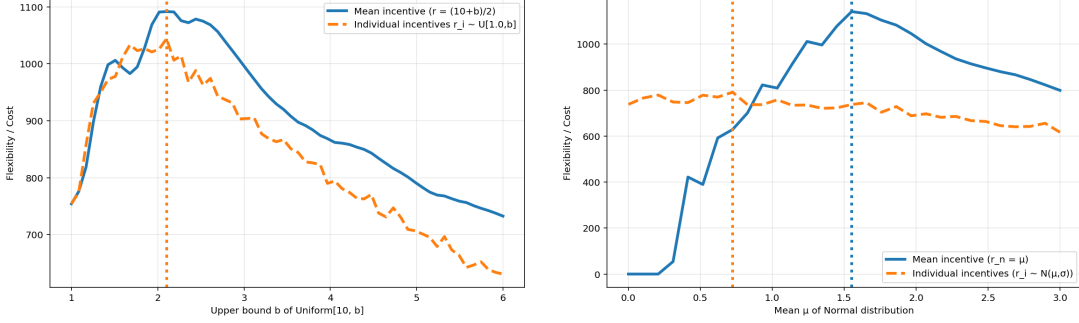 1100
1000
900
800
700
Flexibility / Cost
Mean incentive (r = (10+b)/2)
Individual incentives r_i ~ U[1.0,b]
1 2 3 4 5 6
Upper bound b of Uniform[10, b]
1000
800
600
400
200
0
Flexibility / Cost
Mean incentive (r_n = μ)
Individual incentives (r_i ~ N(μ,σ))
0.0 0.5 1.0 1.5 2.0 2.5 3.0
Mean μ of Normal distribution